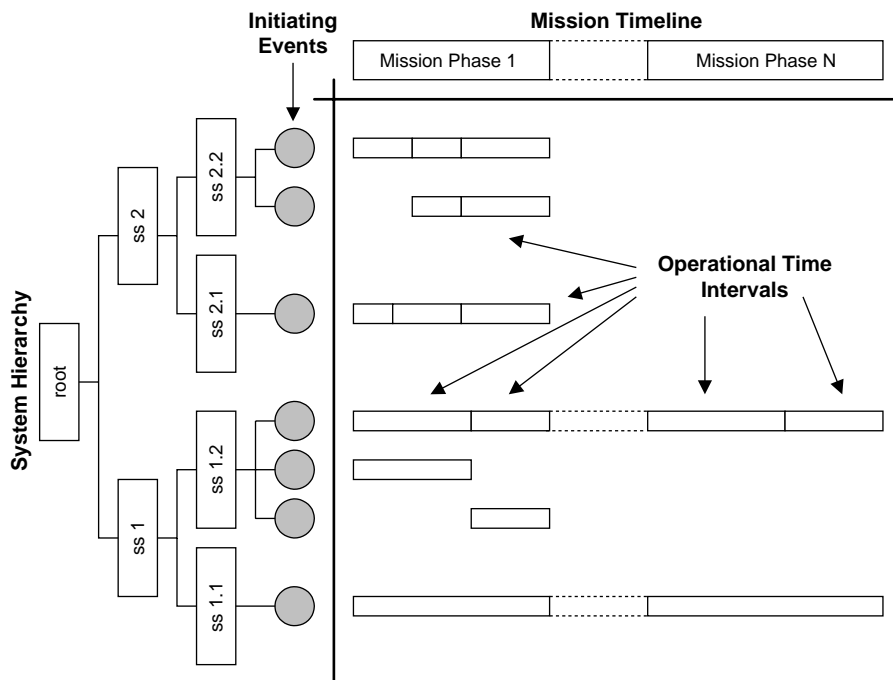 Initiating
Events
Mission Timeline
Mission Phase 1
Mission Phase N
System Hierarchy
root
ss 2
ss 2.2
ss 2.1
ss 1
ss 1.2
ss 1.1
Operational Time
Intervals